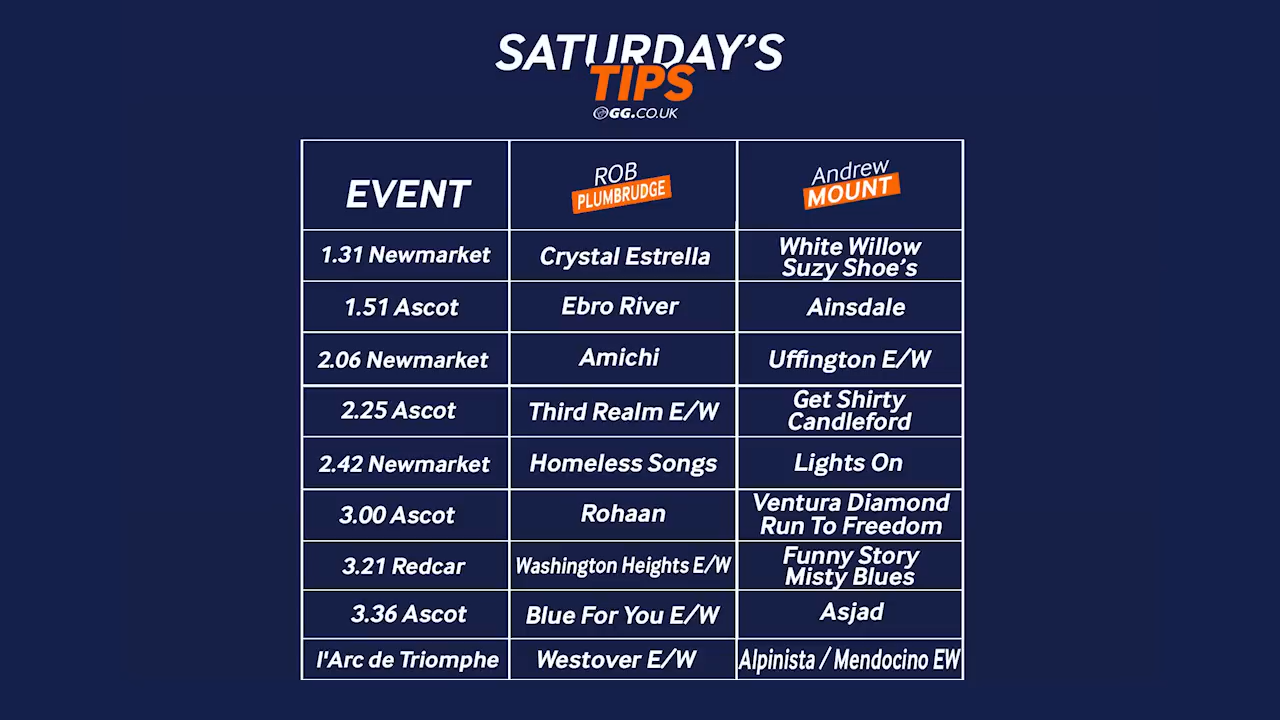 SATURDAY'S
TIPS
GG.CO.UK
EVENT
ROB
PLUMBRUDGE
Andrew
MOUNT
1.31 Newmarket
Crystal Estrella
White Willow
Suzy Shoe's
1.51 Ascot
Ebro River
Ainsdale
2.06 Newmarket
Amichi
Uffington E/W
2.25 Ascot
Third Realm E/W
Get Shirty
Candleford
2.42 Newmarket
Homeless Songs
Lights On
3.00 Ascot
Rohaan
Ventura Diamond
Run To Freedom
3.21 Redcar
Washington Heights E/W
Funny Story
Misty Blues
3.36 Ascot
Blue For You E/W
Asjad
l'Arc de Triomphe
Westover E/W
Alpinista / Mendocino EW